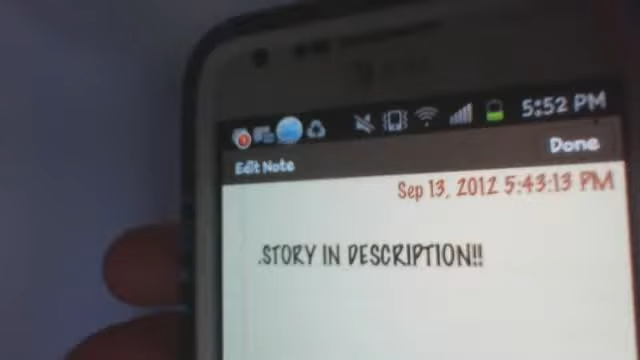 5:52 PM
Edit Note
Done
Sep 13, 2012 5:43:13 PM
.STORY IN DESCRIPTION!!